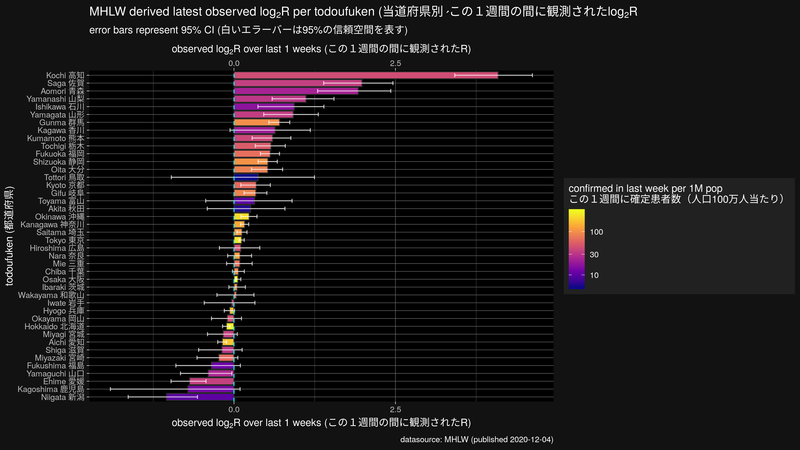 MHLW derived latest observed log₂R per todoufuken (当道府県別 -この１週間の間に観測されたlog₂R
error bars represent 95% CI (白いエラーバーは95%の信頼空間を表す)
observed log₂R over last 1 weeks (この１週間の間に観測されたR)
0.0 2.5
todoufuken (都道府県)
Kochi 高知
Saga 佐賀
Aomori 青森
Yamanashi 山梨
Ishikawa 石川
Yamagata 山形
Gunma 群馬
Kagawa 香川
Kumamoto 熊本
Tochigi 栃木
Fukuoka 福岡
Shizuoka 静岡
Oita 大分
Tottori 鳥取
Kyoto 京都
Gifu 岐阜
Toyama 富山
Akita 秋田
Okinawa 沖縄
Kanagawa 神奈川
Saitama 埼玉
Tokyo 東京
Hiroshima 広島
Nara 奈良
Mie 三重
Chiba 千葉
Osaka 大阪
Ibaraki 茨城
Wakayama 和歌山
Iwate 岩手
Hyogo 兵庫
Okayama 岡山
Hokkaido 北海道
Miyagi 宮城
Aichi 愛知
Shiga 滋賀
Miyazaki 宮崎
Fukushima 福島
Yamaguchi 山口
Ehime 愛媛
Kagoshima 鹿児島
Niigata 新潟
0.0 2.5
observed log₂R over last 1 weeks (この１週間の間に観測されたR)
confirmed in last week per 1M pop
この１週間に確定患者数（人口100万人当たり）
100
30
10
datasource: MHLW (published 2020-12-04)